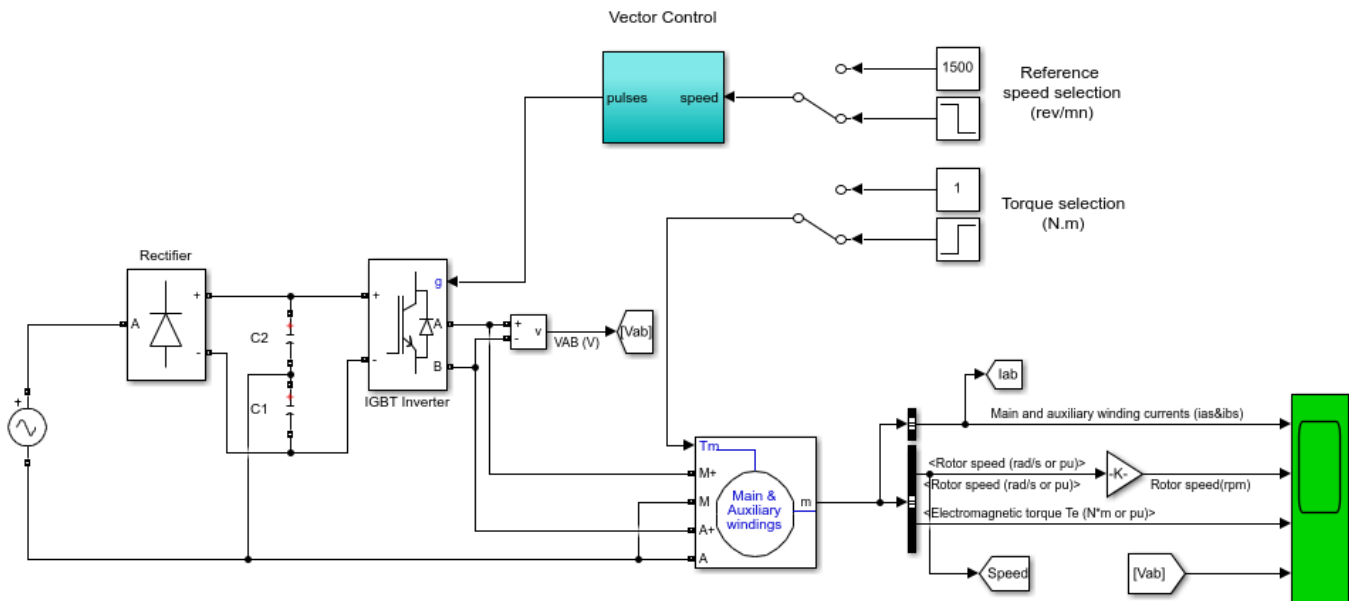 Vector Control
pulses
speed
1500
Reference
speed selection
(rev/mn)
1
Torque selection
(N.m)
Rectifier
A
+
-
C2
C1
+
+
-
g
A
B
IGBT Inverter
+
-
v
VAB (V)
[Vab]
Tm
M+
M
A+
A
Main &
Auxiliary
windings
m
Iab
Main and auxiliary winding currents (ias&ibs)
<Rotor speed (rad/s or pu)>
<Rotor speed (rad/s or pu)>
-K-
Rotor speed(rpm)
<Electromagnetic torque Te (N*m or pu)>
Speed
[Vab]